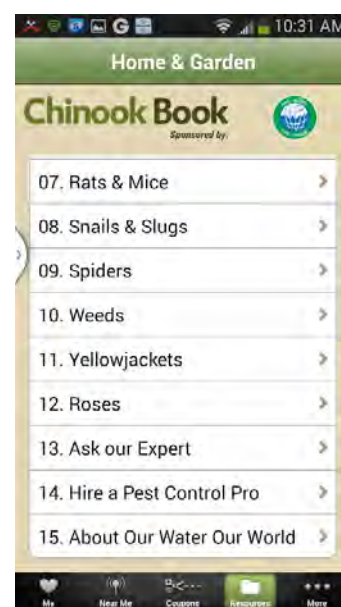 10:31 AM
Home & Garden
Chinook Book
Sponsored by:
07. Rats & Mice
08. Snails & Slugs
09. Spiders
10. Weeds
11. Yellowjackets
12. Roses
13. Ask our Expert
14. Hire a Pest Control Pro
15. About Our Water Our World
Me Near Me Coupons Resources More